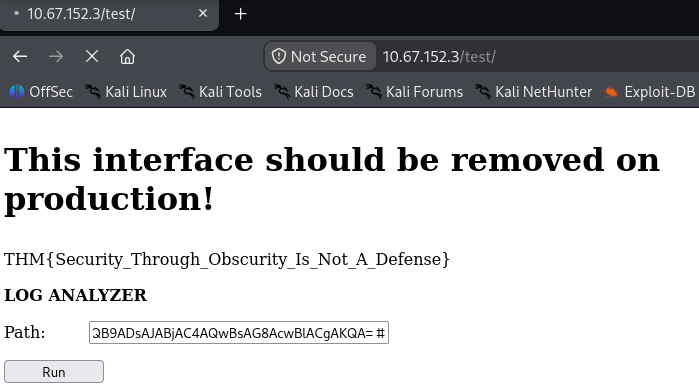 10.67.152.3/test/
Not Secure 10.67.152.3/test/
OffSec Kali Linux Kali Tools Kali Docs Kali Forums Kali NetHunter Exploit-DB
This interface should be removed on
production!
THM{Security_Through_Obscurity_Is_Not_A_Defense}
LOG ANALYZER
Path: QB9ADsAJABjAC4AQwBsAG8AcwBlACgAKQA= #
Run